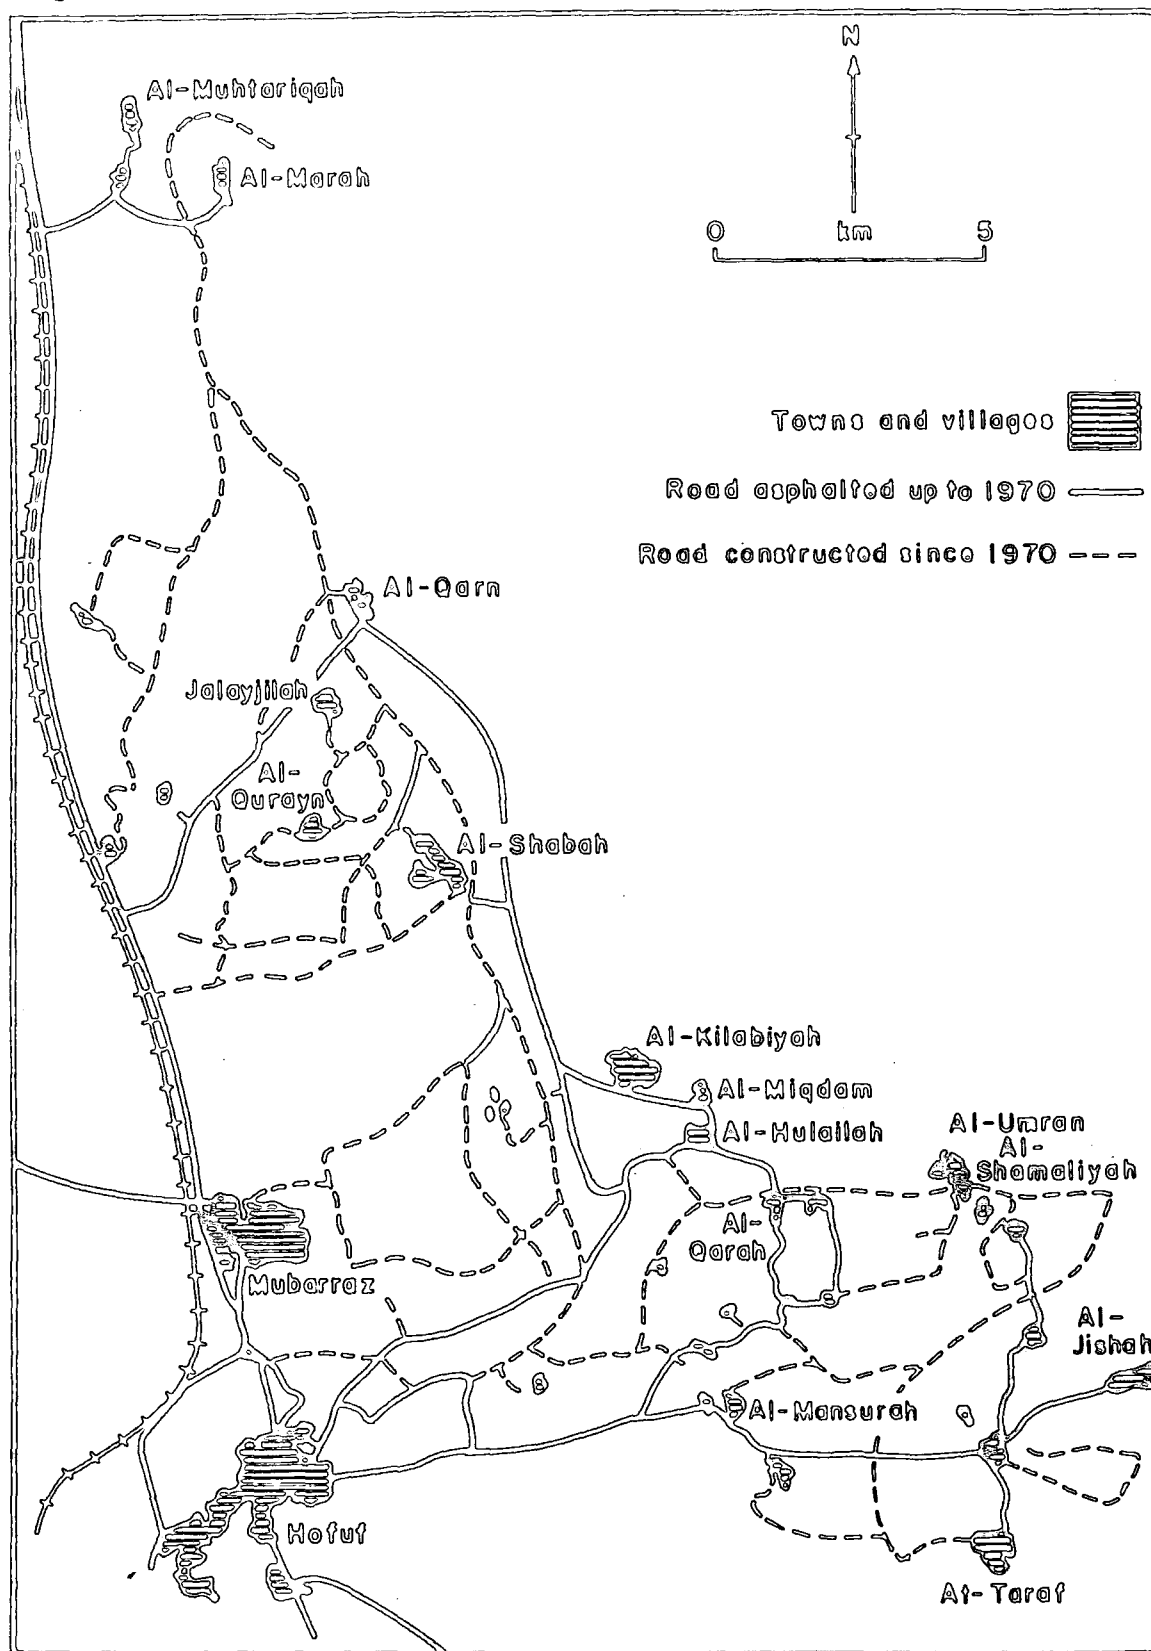 Al-Muhtariqah
N
Al-Marah
0 km 5
Towns and villages
Road asphalted up to 1970
Road constructed since 1970
Al-Qarn
Jalayjilah
Al-
Qurayn
Al-Shabah
Al-Kilabiyah
Al-Miqdam
Al-Hulailah
Al-Umran
Al-
Shamaliyah
Al-
Qarah
Mubarraz
Al-
Jishah
Al-Mansurah
Hofuf
At-Taraf